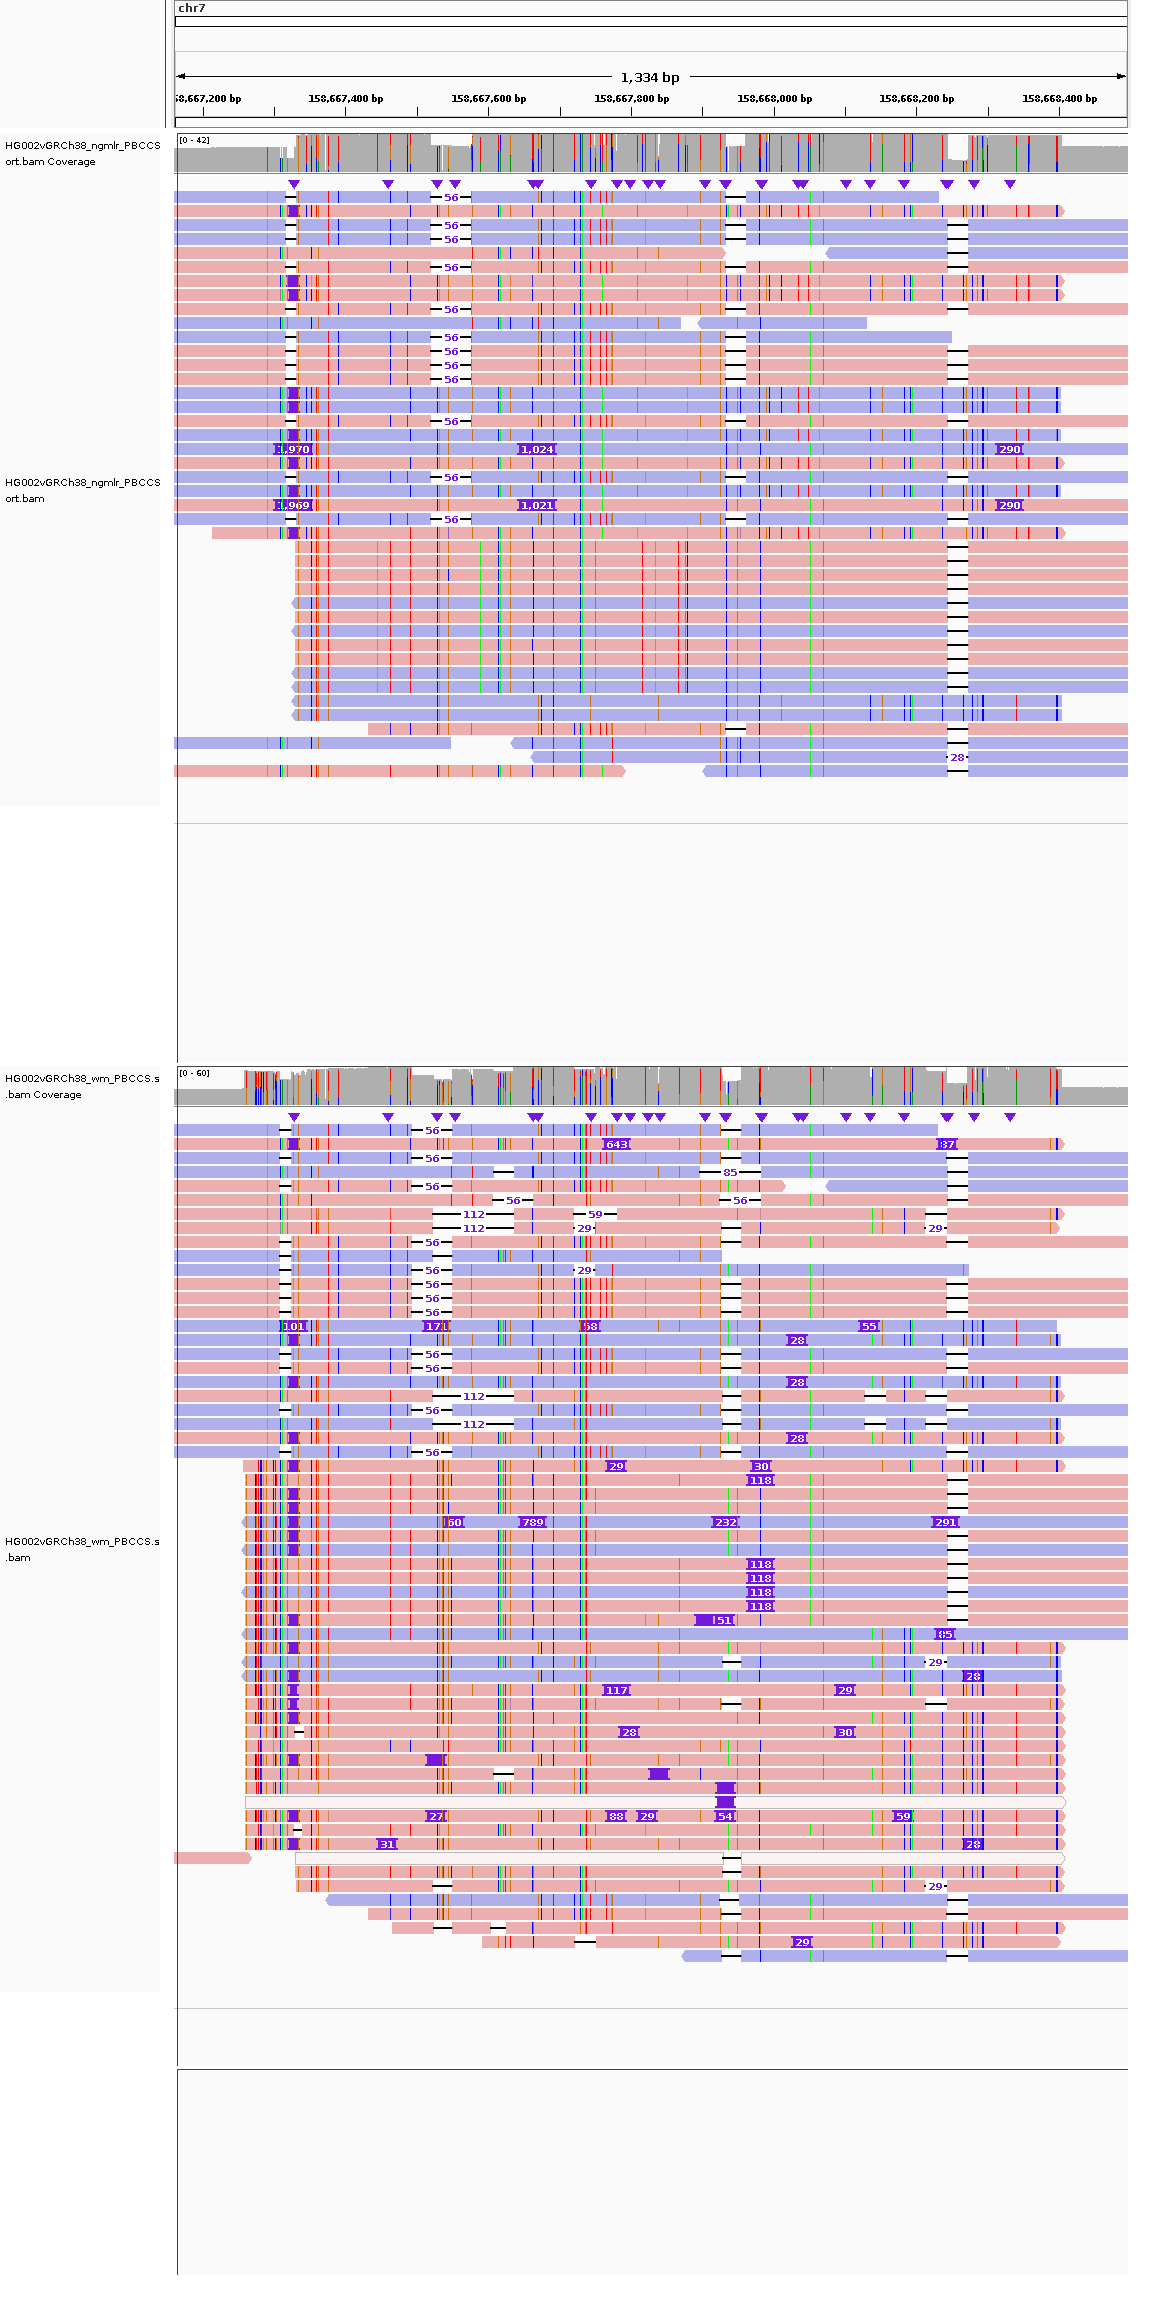 chr7
1,334 bp
158,667,400 bp 158,667,600 bp 158,667,800 bp 158,668,000 bp 158,668,200 bp 158,668,400 bp
HG002vGRCh38_ngmlr_PBCCS
ort.bam Coverage
[0 - 42]
56
56
56
56
56
56
56
56
56
56
1,970 1,024 290
HG002vGRCh38_ngmlr_PBCCS
ort.bam
56
1,969 1,021 290
56
28
HG002vGRCh38_wm_PBCCS.s
.bam Coverage
[0 - 60]
56
643 87
56
85
56
56 56
112 59
112 29 29
56
56 29
56
56
56
101 171 58 55
28
56
56
28
112
56
112
28
56
29 30
118
60 789 232 291
HG002vGRCh38_wm_PBCCS.s
.bam
118
118
118
118
51
85
29
28
117 29
28 30
27 88 29 54 59
31 28
29
29